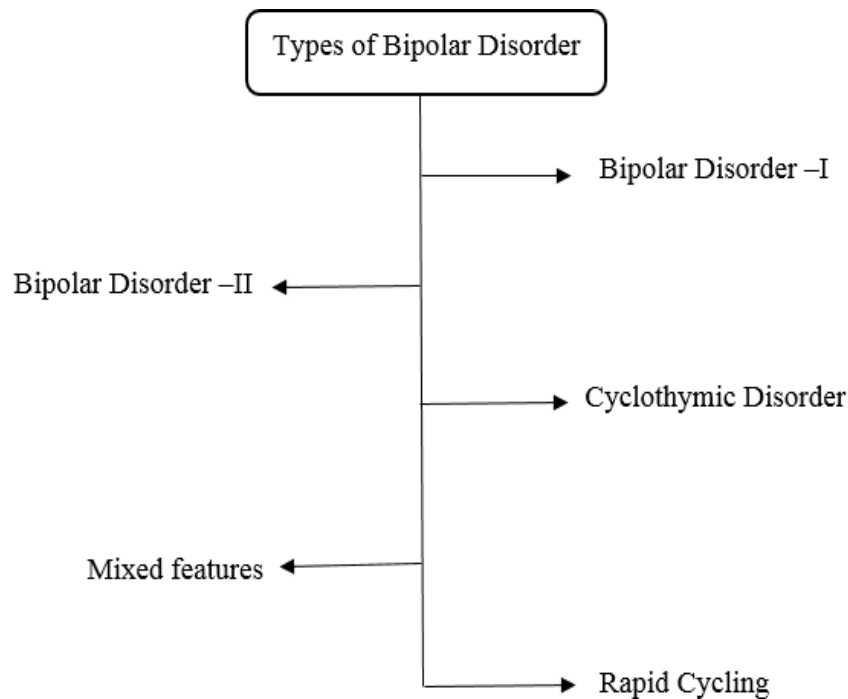 Types of Bipolar Disorder
Bipolar Disorder –I
Bipolar Disorder –II
Cyclothymic Disorder
Mixed features
Rapid Cycling